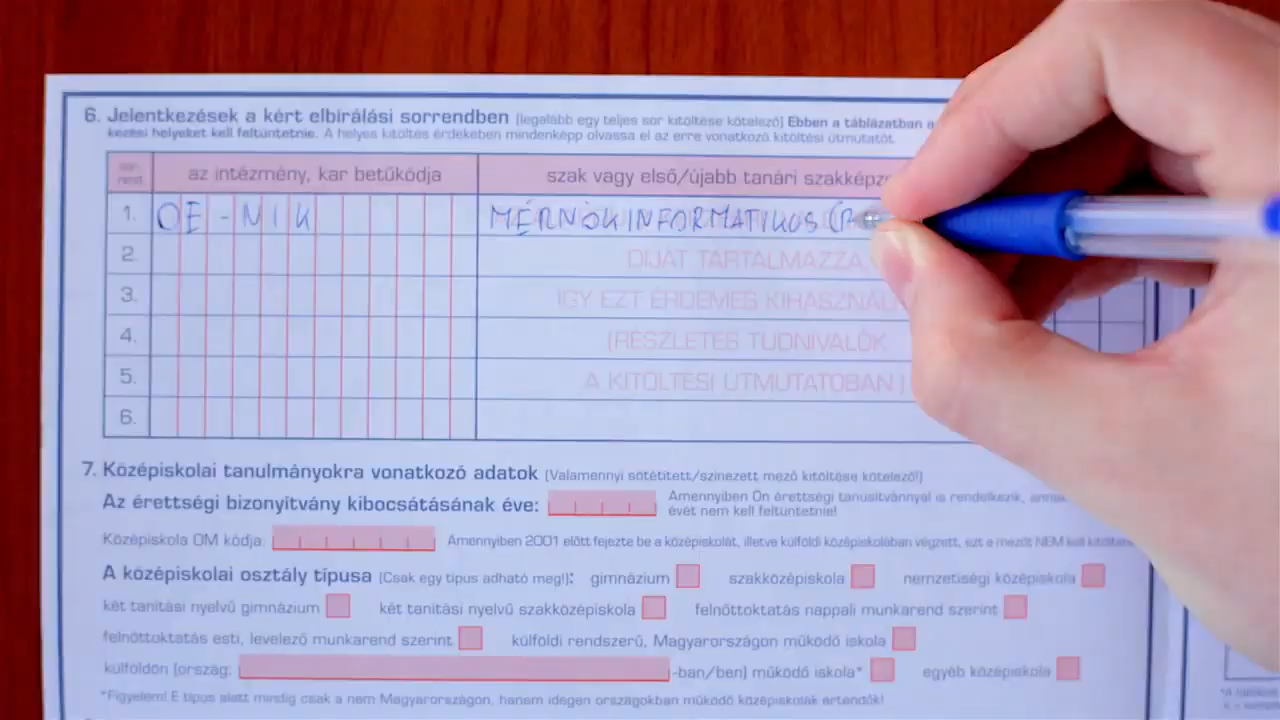 6. Jelentkezések a kért elbírálási sorrendben (legalább egy teljes sor kitöltése kötelező) Ebben a táblázatban a
kezési helyeket kell feltüntetnie. A helyes kitöltés érdekében mindenképp olvassa el az erre vonatkozó kitöltési útmutatót.
az intézmény, kar betűkódja szak vagy első/újabb tanári szakképz
1. OE-NIK MÉRNÖKINFORMATIKUS (
2. DÍJAT TARTALMAZZA,
3. ÍGY EZT ÉRDEMES KIHASZNÁL
4. (RÉSZLETES TUDNIVALÓK
5. A KITÖLTÉSI ÚTMUTATÓBAN)
6.
7. Középiskolai tanulmányokra vonatkozó adatok (Valamennyi sötétített/színezett mező kitöltése kötelező!)
Az érettségi bizonyítvány kibocsátásának éve: Amennyiben Ön érettségi tanusítvánnyal is rendelkezik, annak
évét nem kell feltüntetnie!
Középiskola OM kódja: Amennyiben 2001 előtt fejezte be a középiskolát, illetve külföldi középiskolában végzett, ezt a mezőt NEM kell kitölteni
A középiskolai osztály típusa (Csak egy típus adható meg!): gimnázium szakközépiskola nemzetiségi középiskola
két tanítási nyelvű gimnázium két tanítási nyelvű szakközépiskola felnőttoktatás nappali munkarend szerint
felnőttoktatás esti, levelező munkarend szerint külföldi rendszerű, Magyarországon működő iskola
külföldön (ország: -ban/ben) működő iskola* egyéb középiskola
*Figyelem! E típus alatt mindig csak a nem Magyarországon, hanem idegen országokban működő középiskolák értendők!